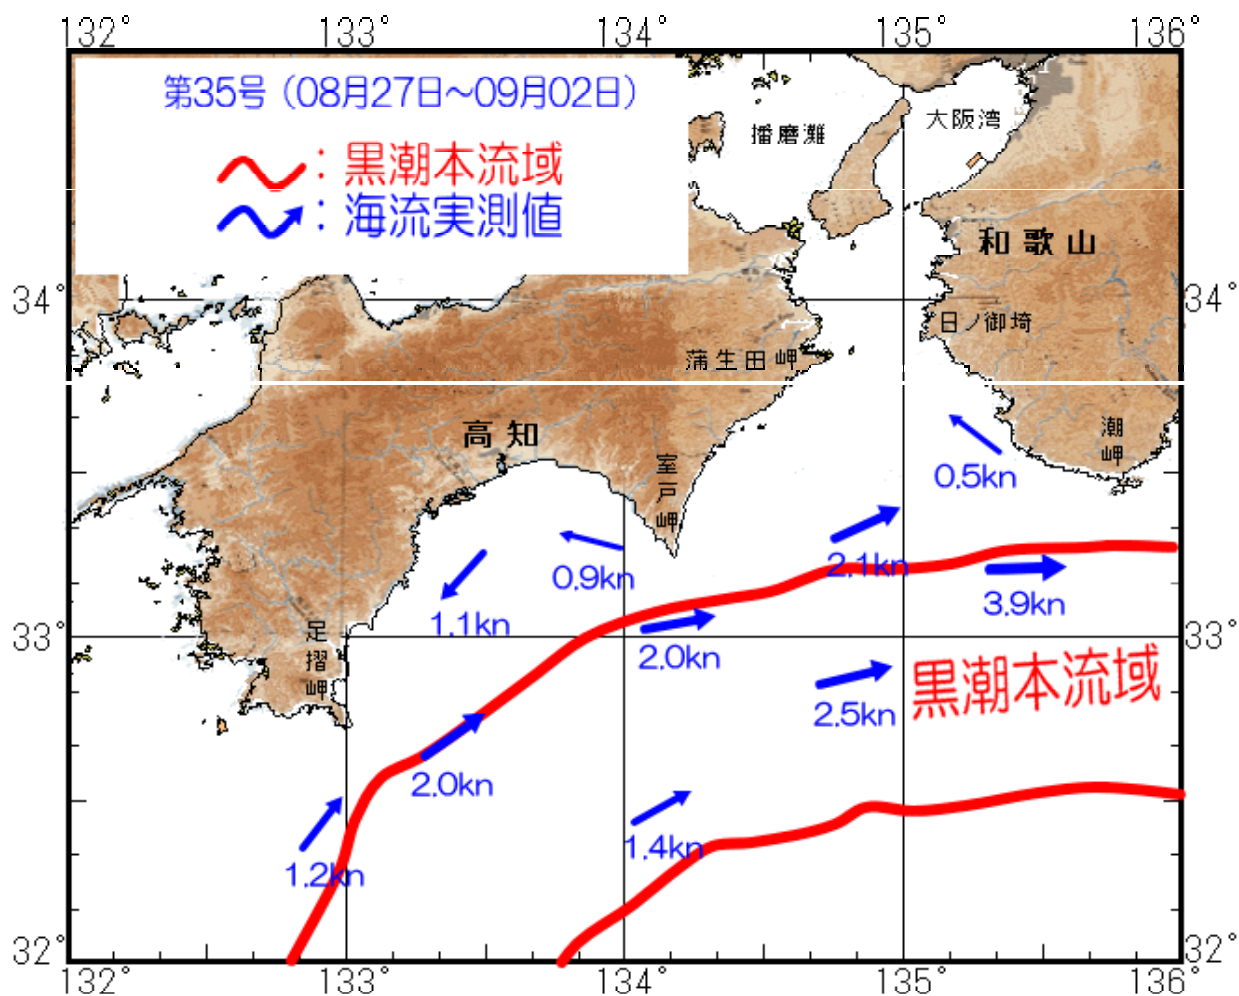 132° 133° 134° 135° 136°
第35号（08月27日～09月02日）
：黒潮本流域
：海流実測値
播磨灘
大阪湾
和歌山
34° 34°
日ノ御埼
蒲生田岬
高知
潮岬
室戸岬
0.5kn
2.1kn
0.9kn
3.9kn
1.1kn
33° 33°
足摺岬
2.0kn
黒潮本流域
2.5kn
2.0kn
1.4kn
1.2kn
32° 32°
132° 133° 134° 135° 136°